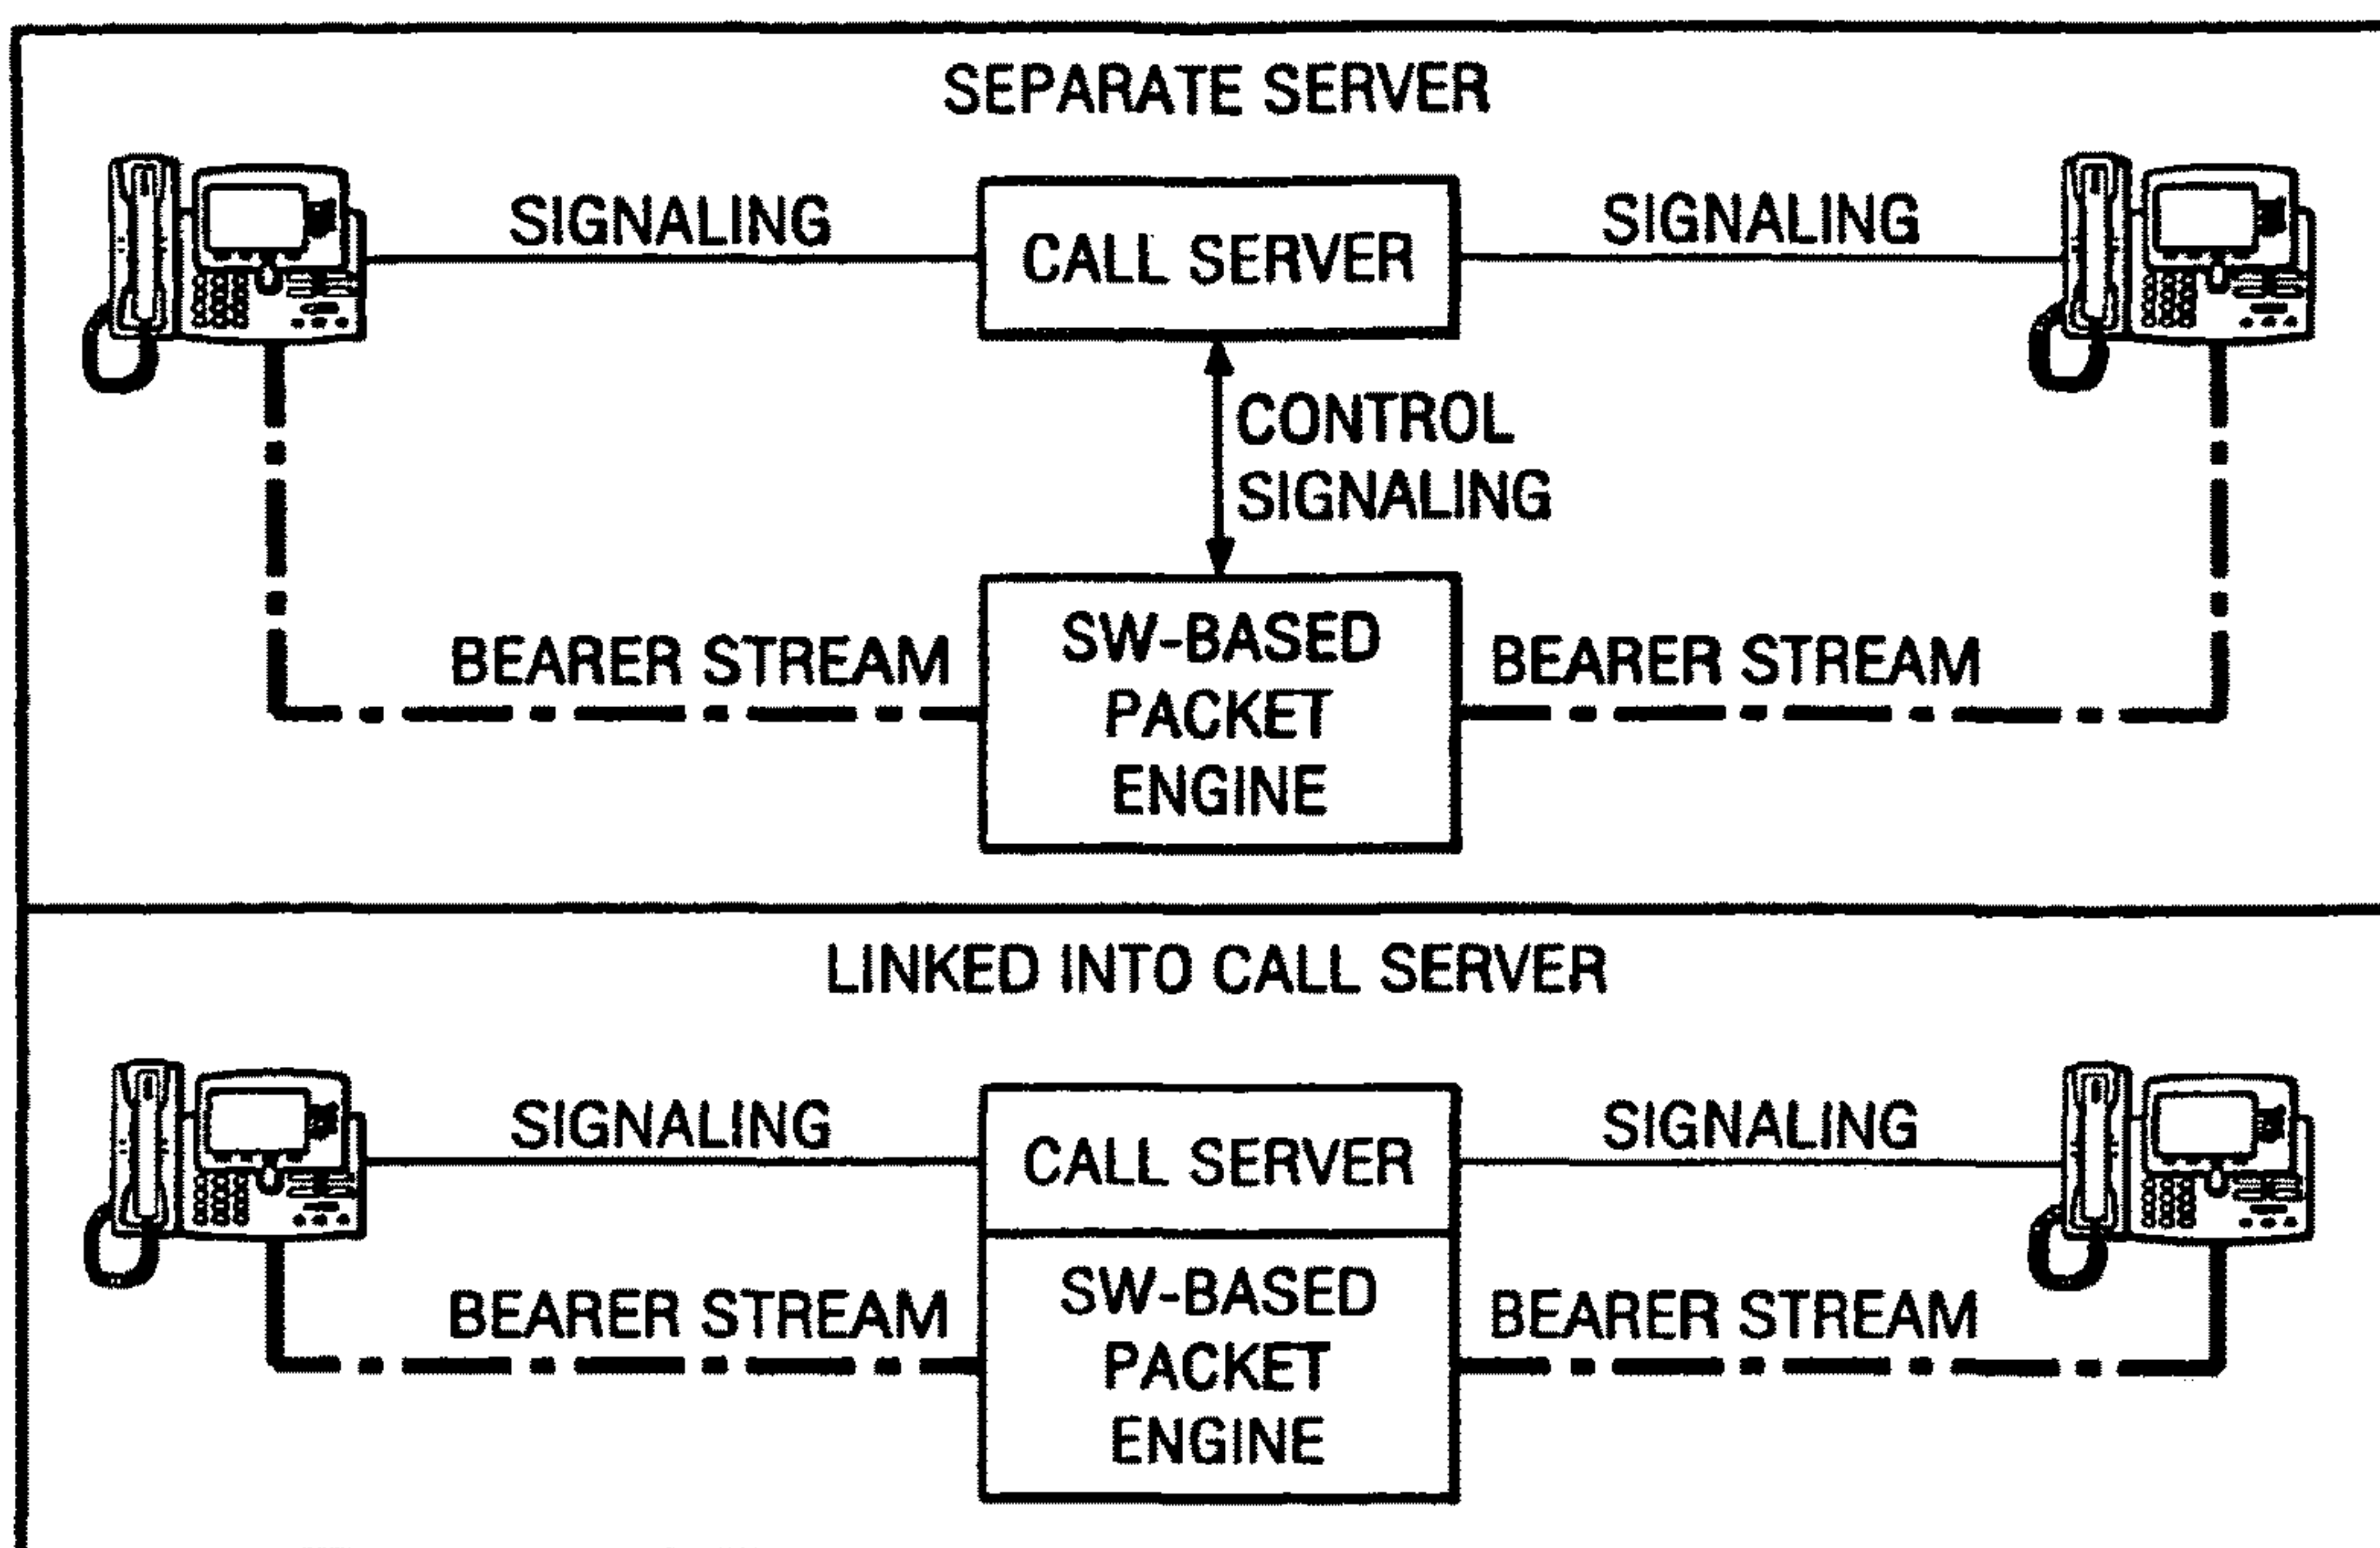 SEPARATE SERVER
SIGNALING
CALL SERVER
SIGNALING
CONTROL
SIGNALING
BEARER STREAM
SW-BASED
PACKET
ENGINE
BEARER STREAM
LINKED INTO CALL SERVER
SIGNALING
CALL SERVER
SIGNALING
BEARER STREAM
SW-BASED
PACKET
ENGINE
BEARER STREAM